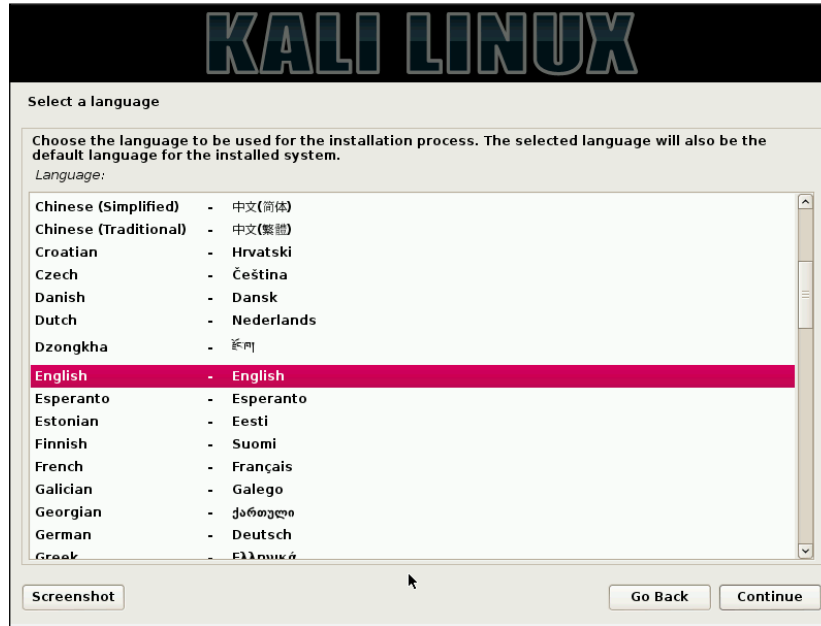 KALI LINUX
Select a language
Choose the language to be used for the installation process. The selected language will also be the
default language for the installed system.
Language:
Chinese (Simplified) - 中文(简体)
Chinese (Traditional) - 中文(繁體)
Croatian - Hrvatski
Czech - Čeština
Danish - Dansk
Dutch - Nederlands
Dzongkha - རྫོང་ཁ།
English - English
Esperanto - Esperanto
Estonian - Eesti
Finnish - Suomi
French - Français
Galician - Galego
Georgian - ქართული
German - Deutsch
Greek - Ελληνικά
Screenshot
Go Back
Continue